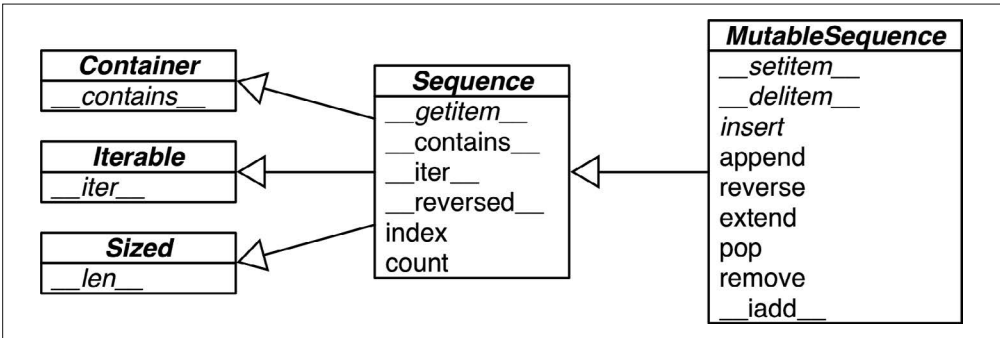 Container
__contains__
Iterable
__iter__
Sized
__len__
Sequence
__getitem__
__contains__
__iter__
__reversed__
index
count
MutableSequence
__setitem__
__delitem__
insert
append
reverse
extend
pop
remove
__iadd__